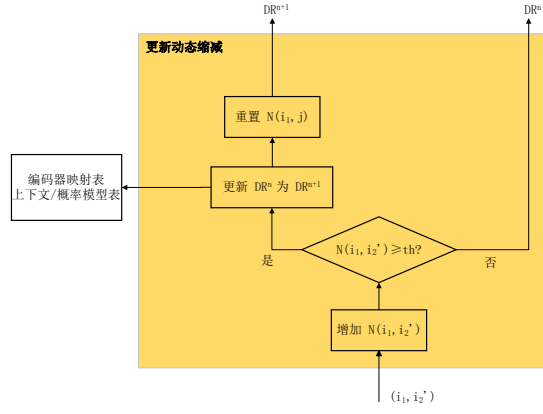 DRⁿ⁺¹
DRⁿ
更新动态缩减
重置 N(i₁,j)
编码器映射表
上下文/概率模型表
更新 DRⁿ 为 DRⁿ⁺¹
N(i₁,i₂')≥th?
是
否
增加 N(i₁,i₂')
(i₁,i₂')